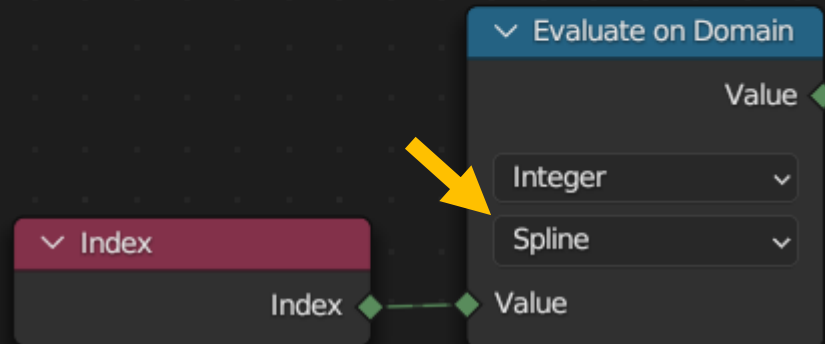 Evaluate on Domain
Value
Integer
Spline
Value
Index
Index